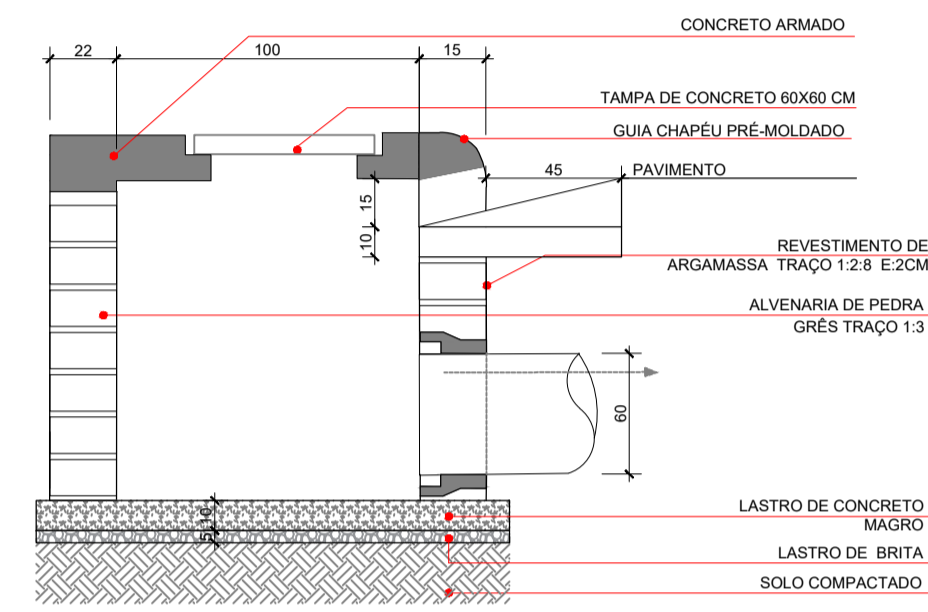 CONCRETO ARMADO
22
100
15
TAMPA DE CONCRETO 60X60 CM
GUIA CHAPÉU PRÉ-MOLDADO
45
PAVIMENTO
15
10
REVESTIMENTO DE
ARGAMASSA TRAÇO 1:2:8 E:2CM
ALVENARIA DE PEDRA
GRÊS TRAÇO 1:3
60
LASTRO DE CONCRETO
MAGRO
10
5
LASTRO DE BRITA
SOLO COMPACTADO